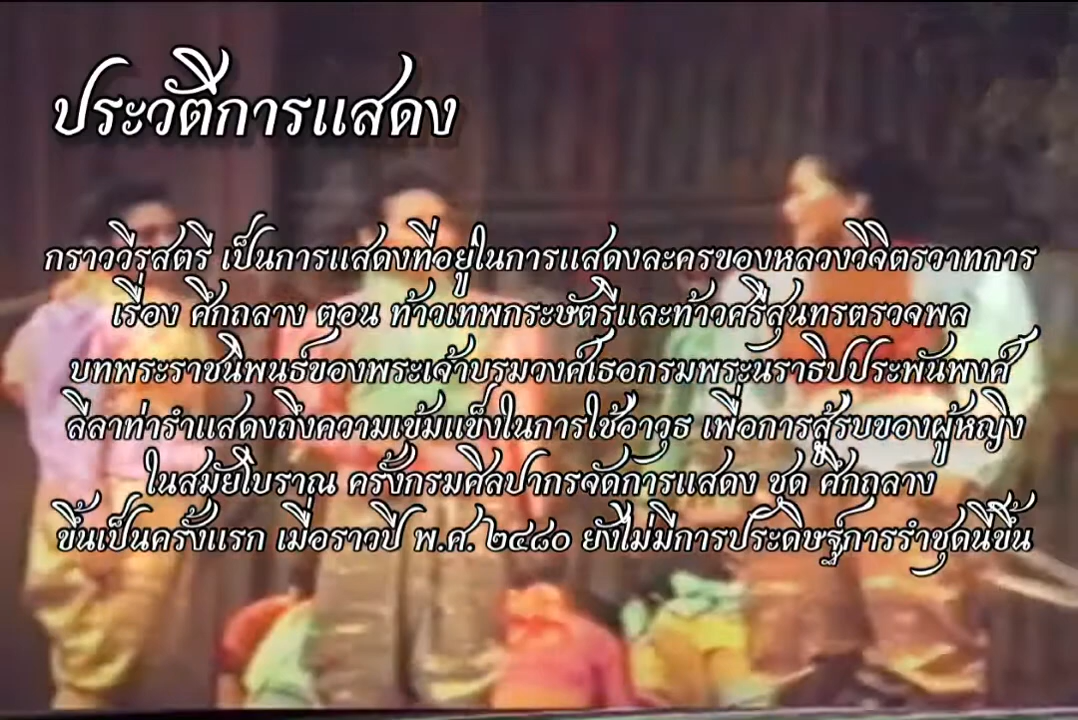 ประวัติการแสดง
กราววีรสตรี เป็นการแสดงที่อยู่ในการแสดงละครของหลวงวิจิตรวาทการ
เรื่อง ศึกถลาง ตอน ท้าวเทพกระษัตรีและท้าวศรีสุนทรตรวจพล
บทพระราชนิพนธ์ของพระเจ้าบรมวงศ์เธอกรมพระนราธิปประพันพงศ์
ลีลาท่ารำแสดงถึงความเข้มแข็งในการใช้อาวุธ เพื่อการสู้รบของผู้หญิง
ในสมัยโบราณ ครั้งกรมศิลปากรจัดการแสดง ชุด ศึกถลาง
ขึ้นเป็นครั้งแรก เมื่อราวปี พ.ศ. ๒๔๘๐ ยังไม่มีการประดิษฐ์การรำชุดนี้ขึ้น